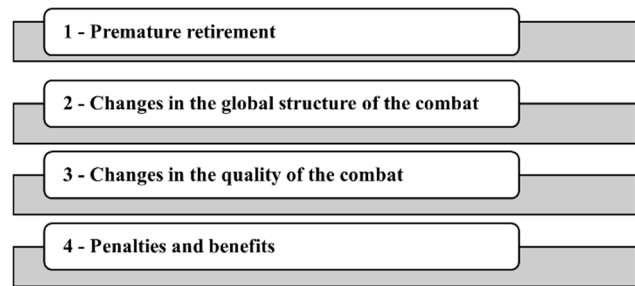 1 - Premature retirement
2 - Changes in the global structure of the combat
3 - Changes in the quality of the combat
4 - Penalties and benefits